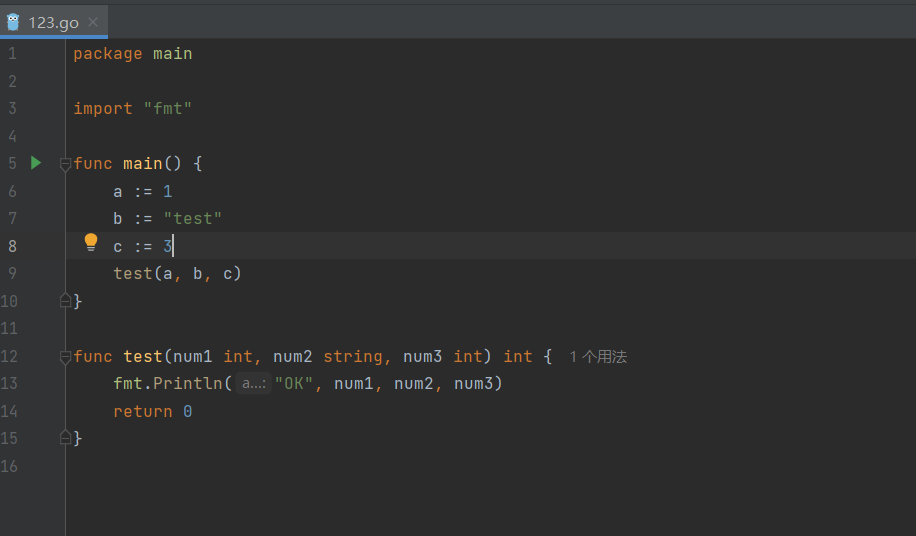 123.go
1 package main
2
3 import "fmt"
4
5 func main() {
6 a := 1
7 b := "test"
8 c := 3
9 test(a, b, c)
10 }
11
12 func test(num1 int, num2 string, num3 int) int { 1 个用法
13 fmt.Println( a...: "OK", num1, num2, num3)
14 return 0
15 }
16